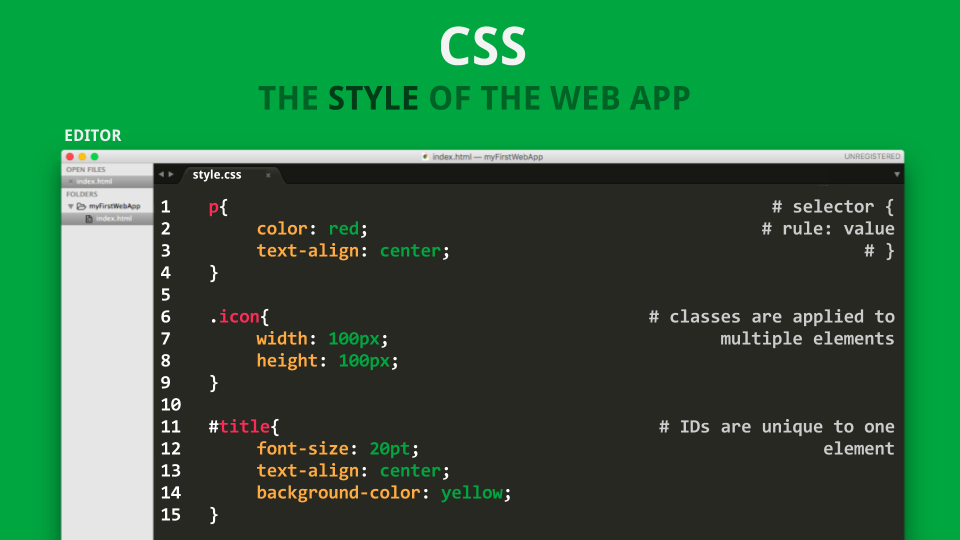 CSS
THE STYLE OF THE WEB APP
EDITOR
index.html — myFirstWebApp
UNREGISTERED
OPEN FILES
index.html
FOLDERS
myFirstWebApp
index.html
style.css ×
1 p{ # selector {
2 color: red; # rule: value
3 text-align: center; # }
4 }
5
6 .icon{ # classes are applied to
7 width: 100px; multiple elements
8 height: 100px;
9 }
10
11 #title{ # IDs are unique to one
12 font-size: 20pt; element
13 text-align: center;
14 background-color: yellow;
15 }